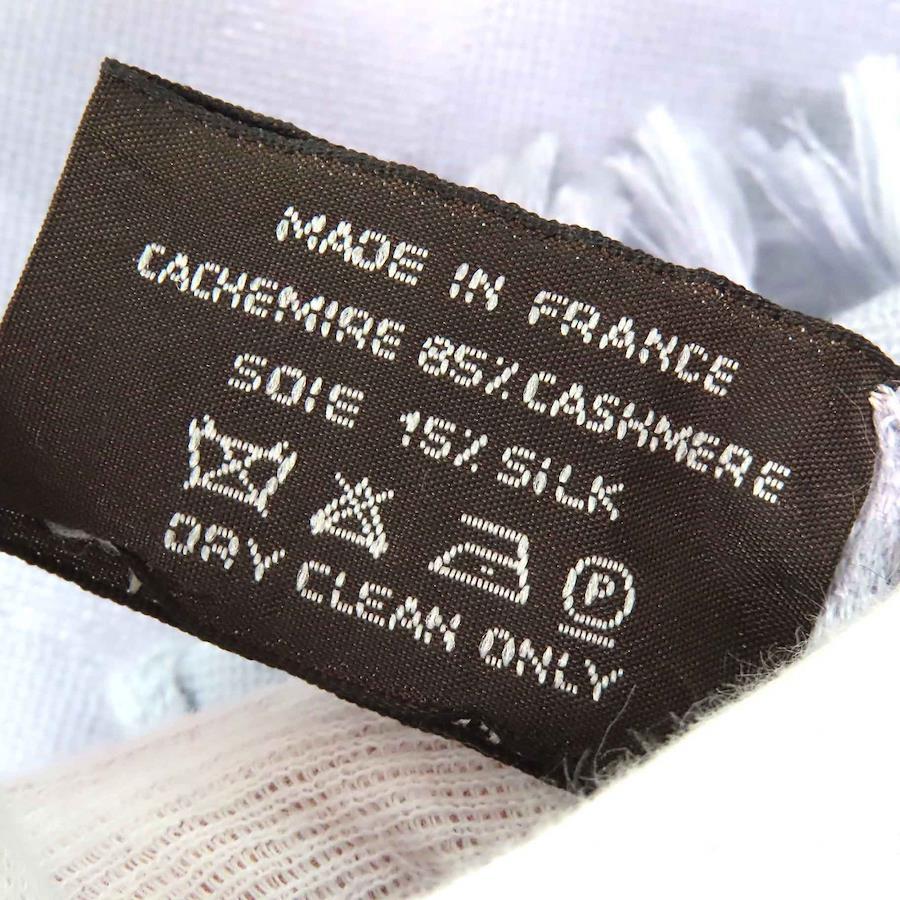 MADE IN FRANCE
CACHEMIRE 85% CASHMERE
SOIE 15% SILK
P
DRY CLEAN ONLY